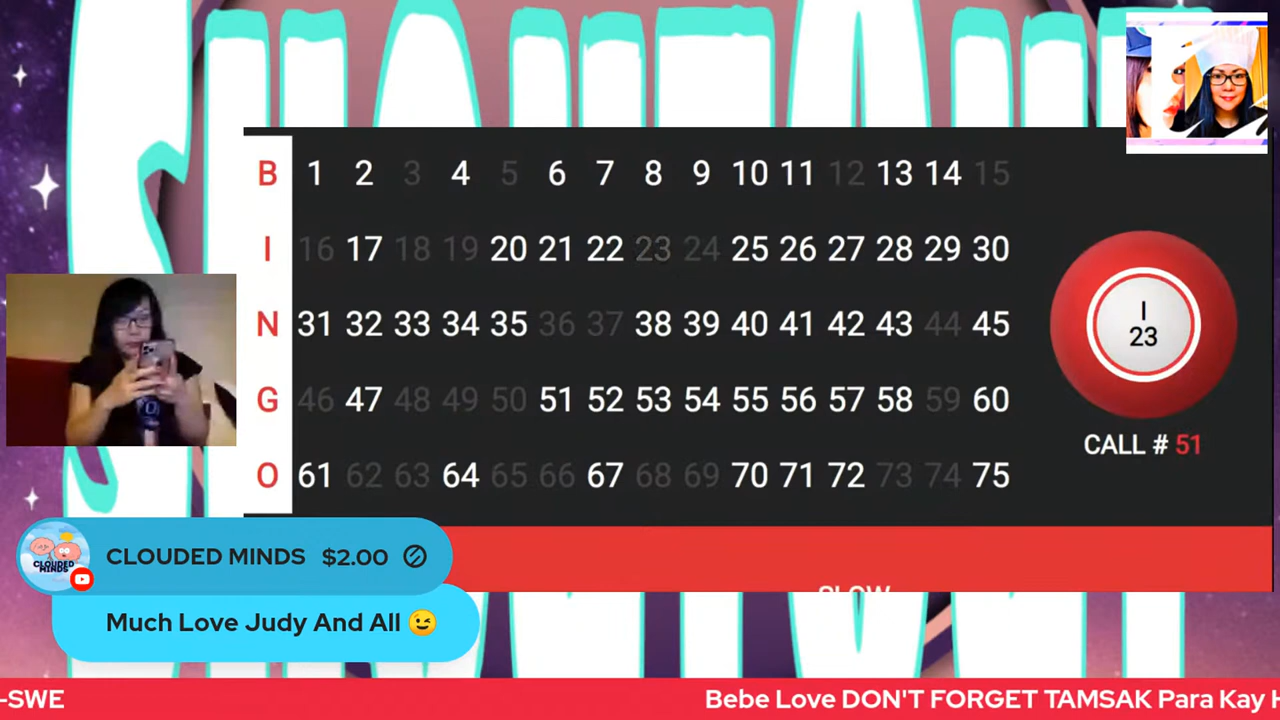 B 1 2 3 4 5 6 7 8 9 10 11 12 13 14 15
I 16 17 18 19 20 21 22 23 24 25 26 27 28 29 30
N 31 32 33 34 35 36 37 38 39 40 41 42 43 44 45
G 46 47 48 49 50 51 52 53 54 55 56 57 58 59 60
O 61 62 63 64 65 66 67 68 69 70 71 72 73 74 75
I
23
CALL # 51
SLOW
CLOUDED MINDS $2.00
CLOUDED
MINDS
Much Love Judy And All 😉
-SWE Bebe Love DON'T FORGET TAMSAK Para Kay H